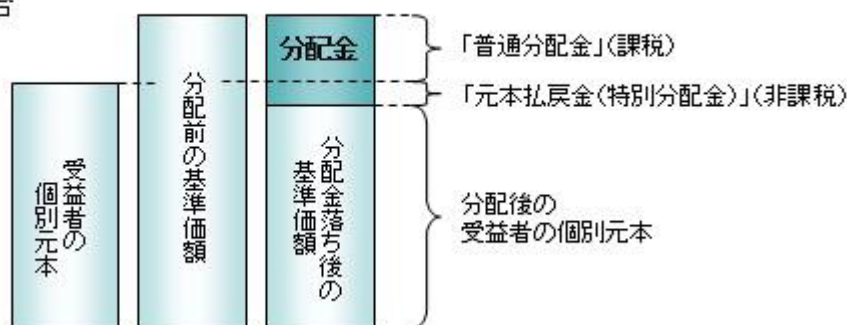 受益者の
個別元本
分配前の基準価額
分配金
分配金落ち後の
基準価額
「普通分配金」(課税)
「元本払戻金(特別分配金)」(非課税)
分配後の
受益者の個別元本